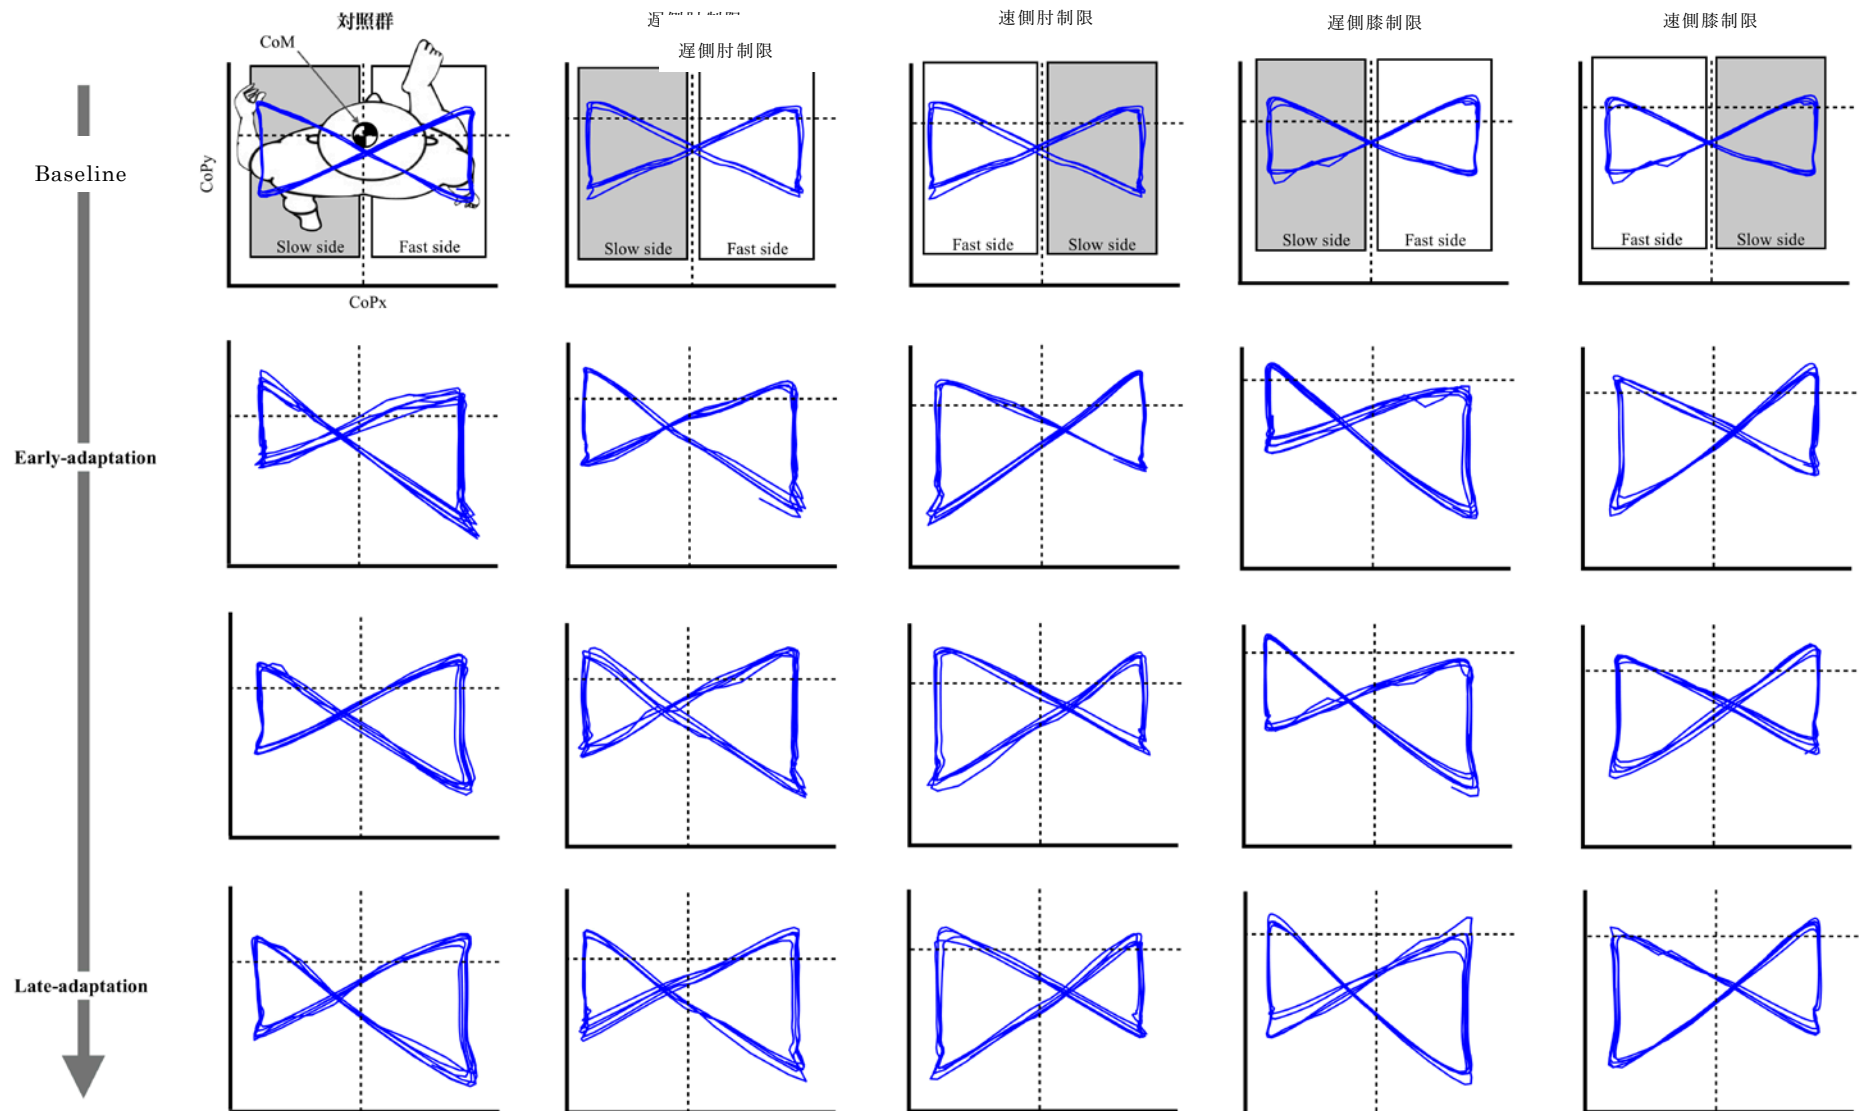 対照群
遅側肘制限
速側肘制限
遅側膝制限
速側膝制限
CoM
CoPy
Slow side
Fast side
Slow side
Fast side
Fast side
Slow side
Slow side
Fast side
Fast side
Slow side
CoPx
Baseline
Early-adaptation
Late-adaptation